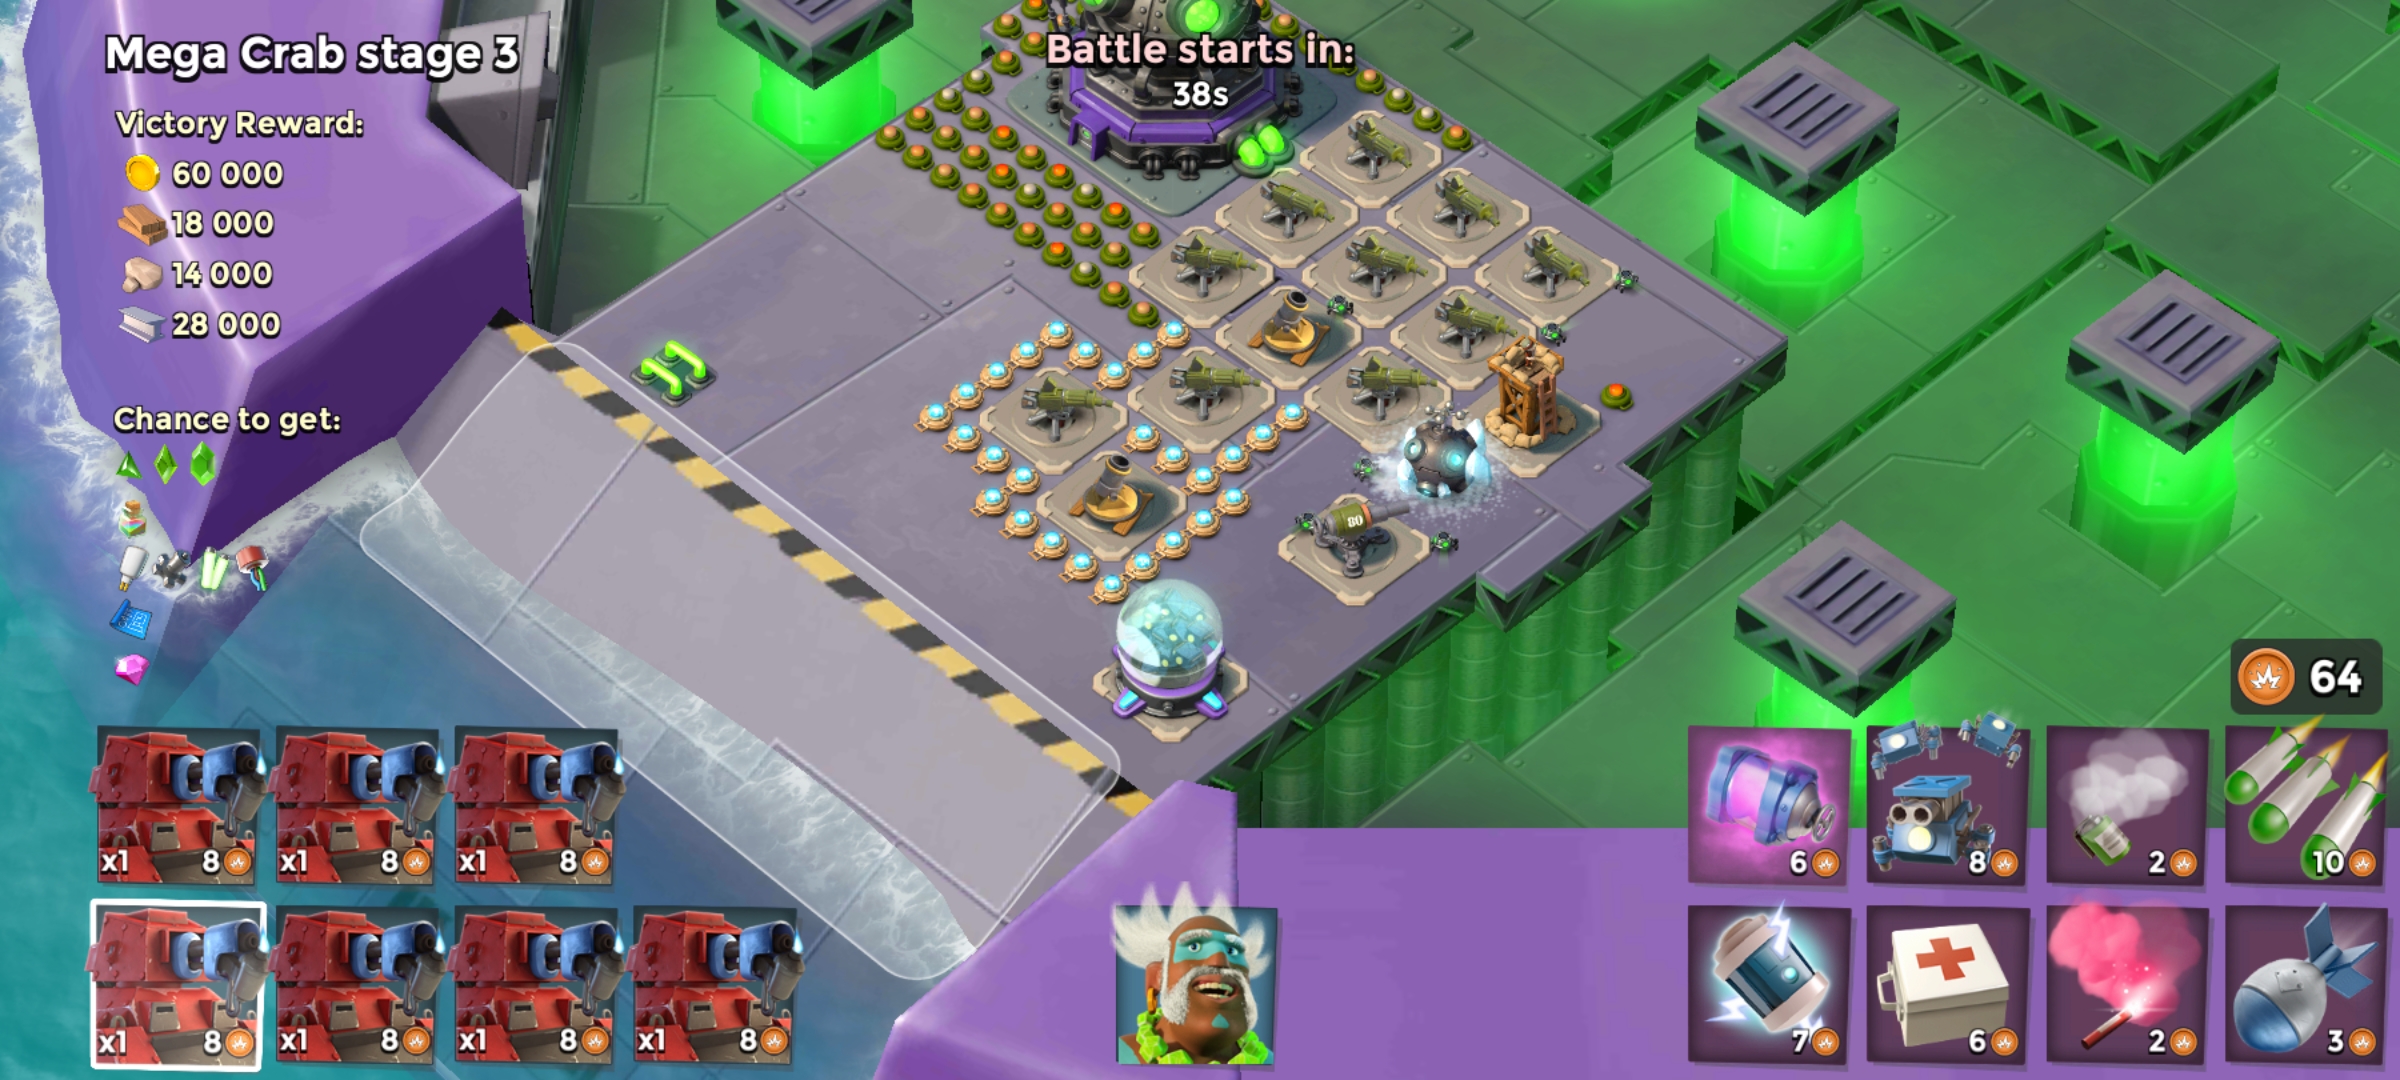 Mega Crab stage 3
Battle starts in:
38s
Victory Reward:
60 000
18 000
14 000
28 000
Chance to get:
80
64
x1 8
x1 8
x1 8
6
8
2
10
x1 8
x1 8
x1 8
x1 8
7
6
2
3